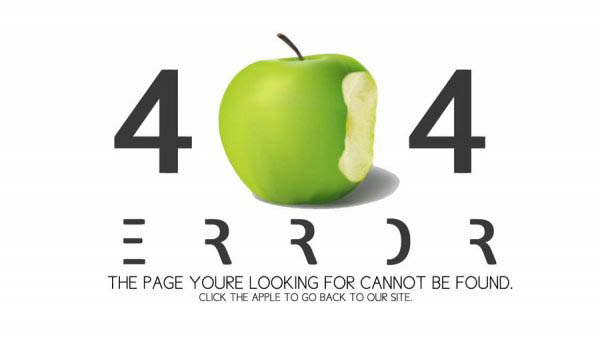 4 4
ERROR
THE PAGE YOURE LOOKING FOR CANNOT BE FOUND.
CLICK THE APPLE TO GO BACK TO OUR SITE.